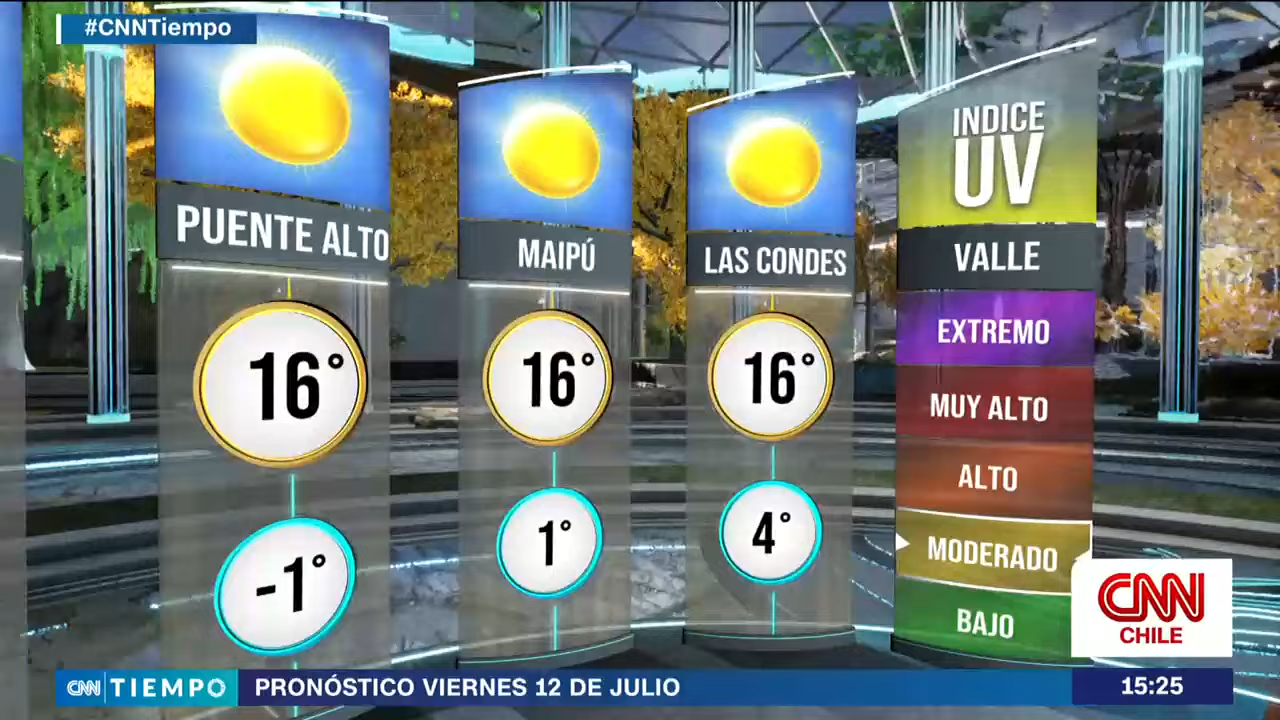 #CNNTiempo
PUENTE ALTO
16°
-1°
MAIPÚ
16°
1°
LAS CONDES
16°
4°
INDICE
UV
VALLE
EXTREMO
MUY ALTO
ALTO
MODERADO
BAJO
CNN
CHILE
CNN TIEMPO
PRONÓSTICO VIERNES 12 DE JULIO
15:25